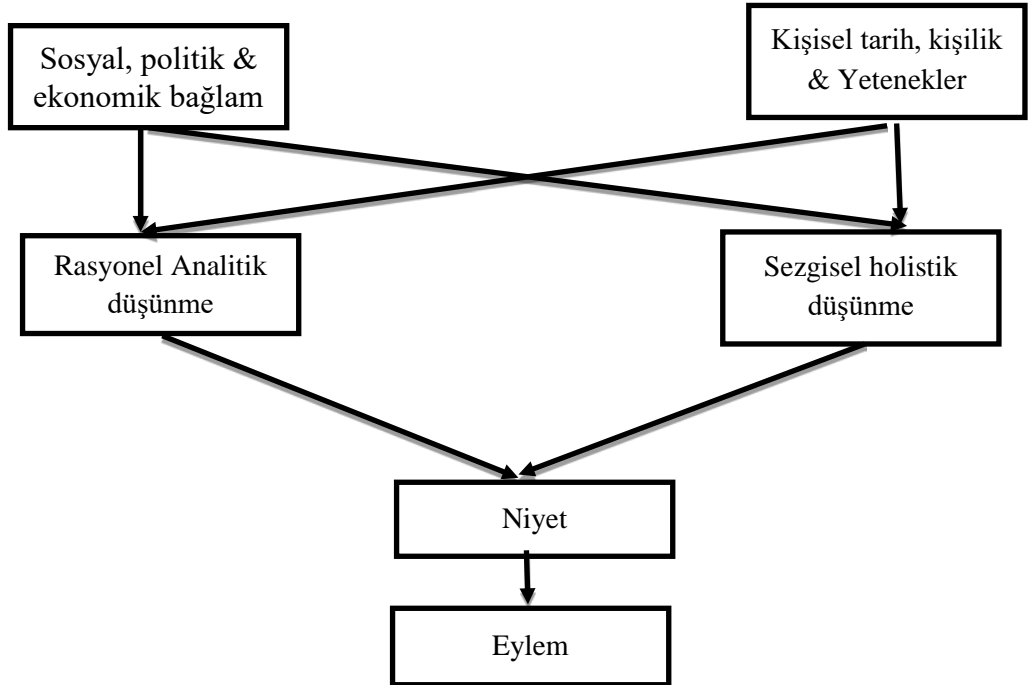 Sosyal, politik &
ekonomik bağlam
Kişisel tarih, kişilik
& Yetenekler
Rasyonel Analitik
düşünme
Sezgisel holistik
düşünme
Niyet
Eylem